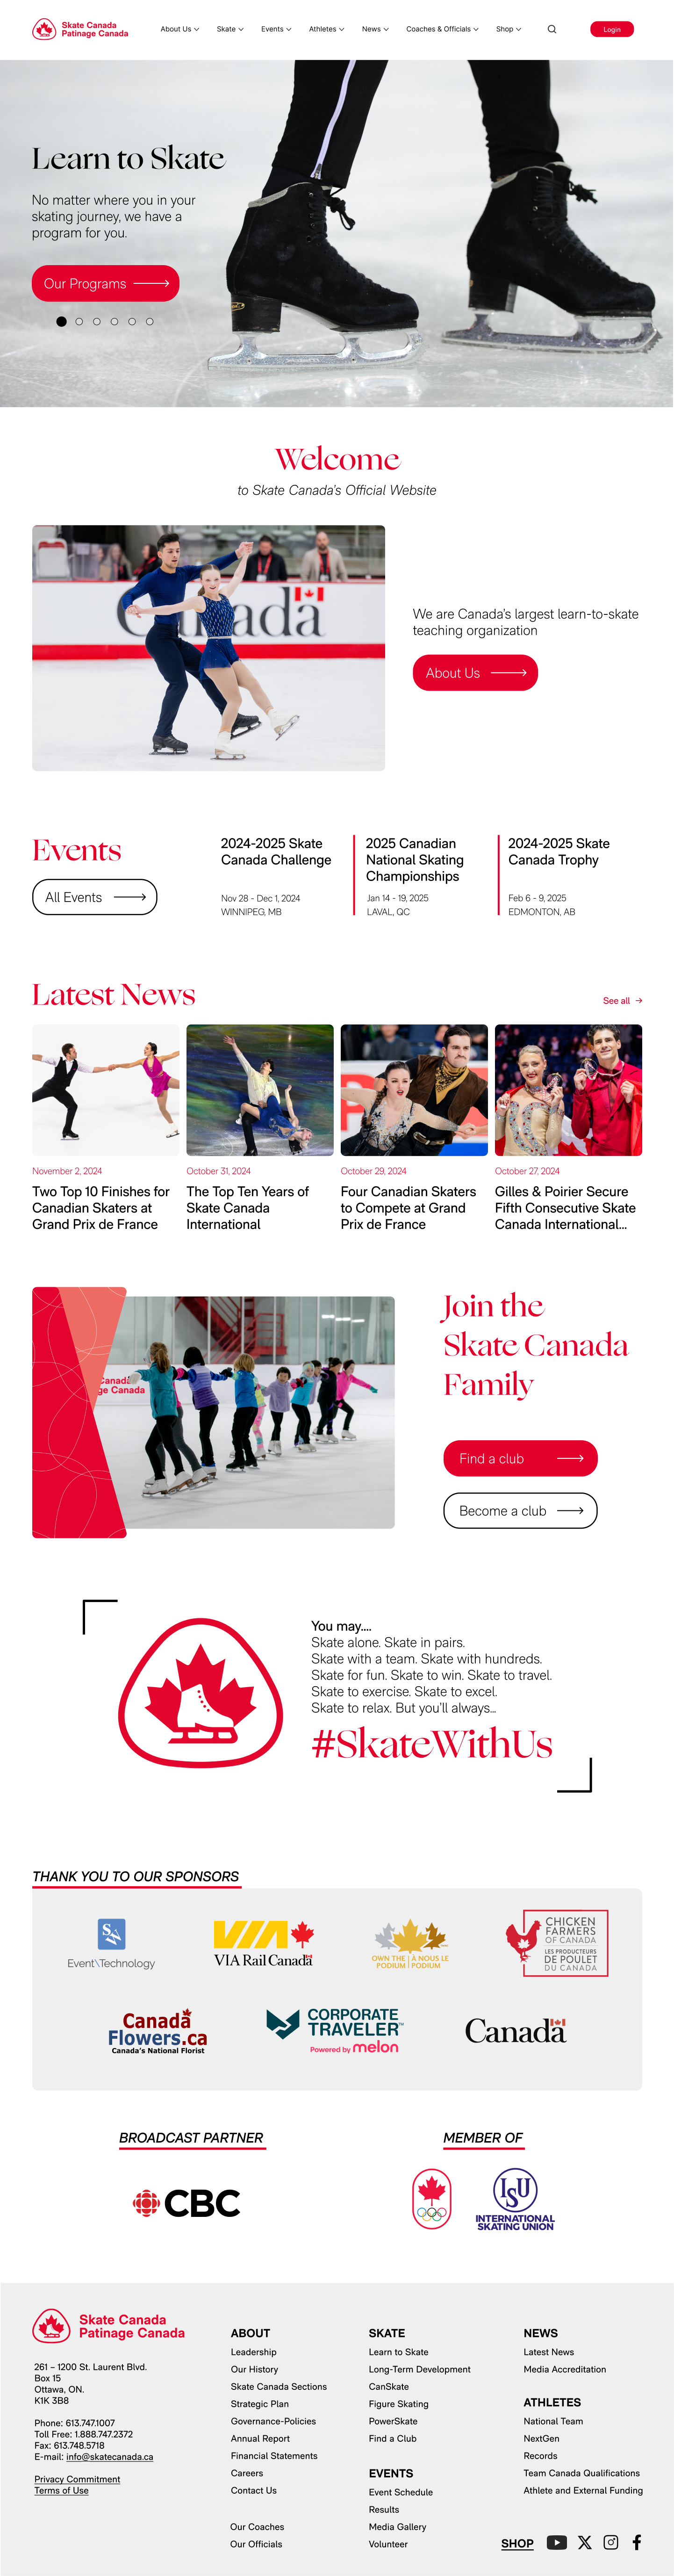 Skate Canada
Patinage Canada
About Us
Skate
Events
Athletes
News
Coaches & Officials
Shop
Login
Learn to Skate
No matter where you in your
skating journey, we have a
program for you.
Our Programs
Welcome
to Skate Canada's Official Website
Canada
We are Canada's largest learn-to-skate
teaching organization
About Us
Events
All Events
2024-2025 Skate
Canada Challenge
Nov 28 - Dec 1, 2024
WINNIPEG, MB
2025 Canadian
National Skating
Championships
Jan 14 - 19, 2025
LAVAL, QC
2024-2025 Skate
Canada Trophy
Feb 6 - 9, 2025
EDMONTON, AB
Latest News
See all
November 2, 2024
Two Top 10 Finishes for
Canadian Skaters at
Grand Prix de France
October 31, 2024
The Top Ten Years of
Skate Canada
International
October 29, 2024
Four Canadian Skaters
to Compete at Grand
Prix de France
October 27, 2024
Gilles & Poirier Secure
Fifth Consecutive Skate
Canada International...
Canada
ge Canada
Join the
Skate Canada
Family
Find a club
Become a club
You may....
Skate alone. Skate in pairs.
Skate with a team. Skate with hundreds.
Skate for fun. Skate to win. Skate to travel.
Skate to exercise. Skate to excel.
Skate to relax. But you'll always...
#SkateWithUs
THANK YOU TO OUR SPONSORS
Event\Technology
VIA
VIA Rail Canada
OWN THE | À NOUS LE
PODIUM | PODIUM
CHICKEN
FARMERS
OF CANADA
LES PRODUCTEURS
DE POULET
DU CANADA
Canada
Flowers.ca
Canada's National Florist
CORPORATE
TRAVELER™
Powered by melon
Canada
BROADCAST PARTNER
MEMBER OF
CBC
ISU
INTERNATIONAL
SKATING UNION
Skate Canada
Patinage Canada
261 – 1200 St. Laurent Blvd.
Box 15
Ottawa, ON.
K1K 3B8
Phone: 613.747.1007
Toll Free: 1.888.747.2372
Fax: 613.748.5718
E-mail: info@skatecanada.ca
Privacy Commitment
Terms of Use
ABOUT
Leadership
Our History
Skate Canada Sections
Strategic Plan
Governance-Policies
Annual Report
Financial Statements
Careers
Contact Us
Our Coaches
Our Officials
SKATE
Learn to Skate
Long-Term Development
CanSkate
Figure Skating
PowerSkate
Find a Club
EVENTS
Event Schedule
Results
Media Gallery
Volunteer
NEWS
Latest News
Media Accreditation
ATHLETES
National Team
NextGen
Records
Team Canada Qualifications
Athlete and External Funding
SHOP